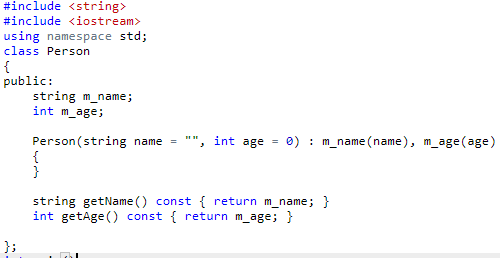 #include <string>
#include <iostream>
using namespace std;
class Person
{
public:
    string m_name;
    int m_age;

    Person(string name = "", int age = 0) : m_name(name), m_age(age)
    {
    }

    string getName() const { return m_name; }
    int getAge() const { return m_age; }

};